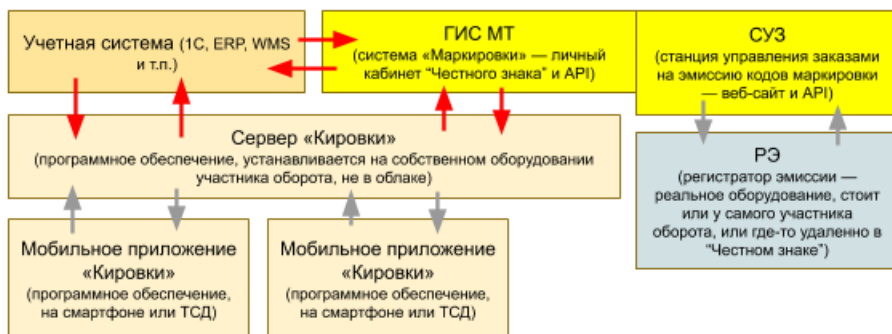 Учетная система (1С, ERP, WMS
и т.п.)
ГИС МТ
(система «Маркировки» — личный
кабинет “Честного знака” и API)
СУЗ
(станция управления заказами
на эмиссию кодов маркировки
— веб-сайт и API)
Сервер «Кировки»
(программное обеспечение, устанавливается на собственном оборудовании
участника оборота, не в облаке)
РЭ
(регистратор эмиссии —
реальное оборудование, стоит
или у самого участника
оборота, или где-то удаленно в
“Честном знаке”)
Мобильное приложение
«Кировки»
(программное обеспечение,
на смартфоне или ТСД)
Мобильное приложение
«Кировки»
(программное обеспечение,
на смартфоне или ТСД)